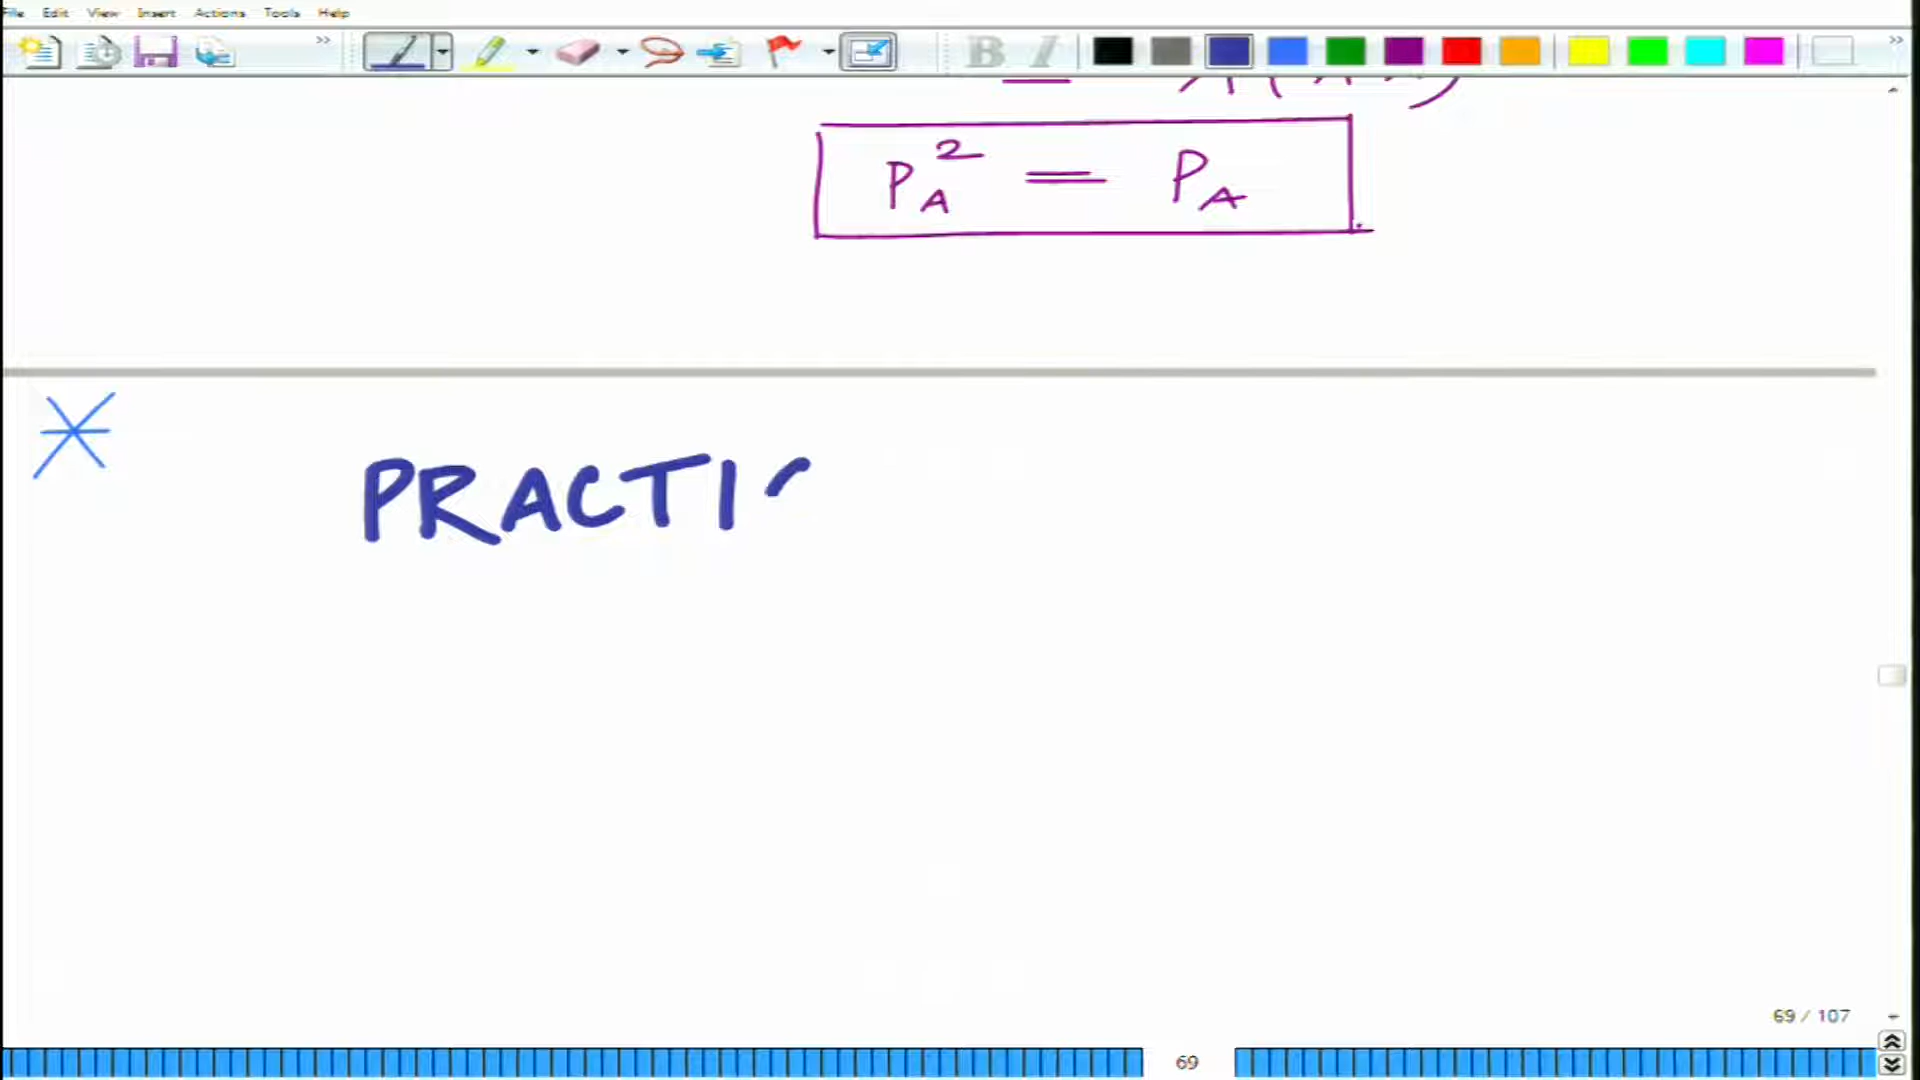 File Edit View Insert Actions Tools Help
B I
P_A^2 = P_A
PRACTI
69 / 107
69